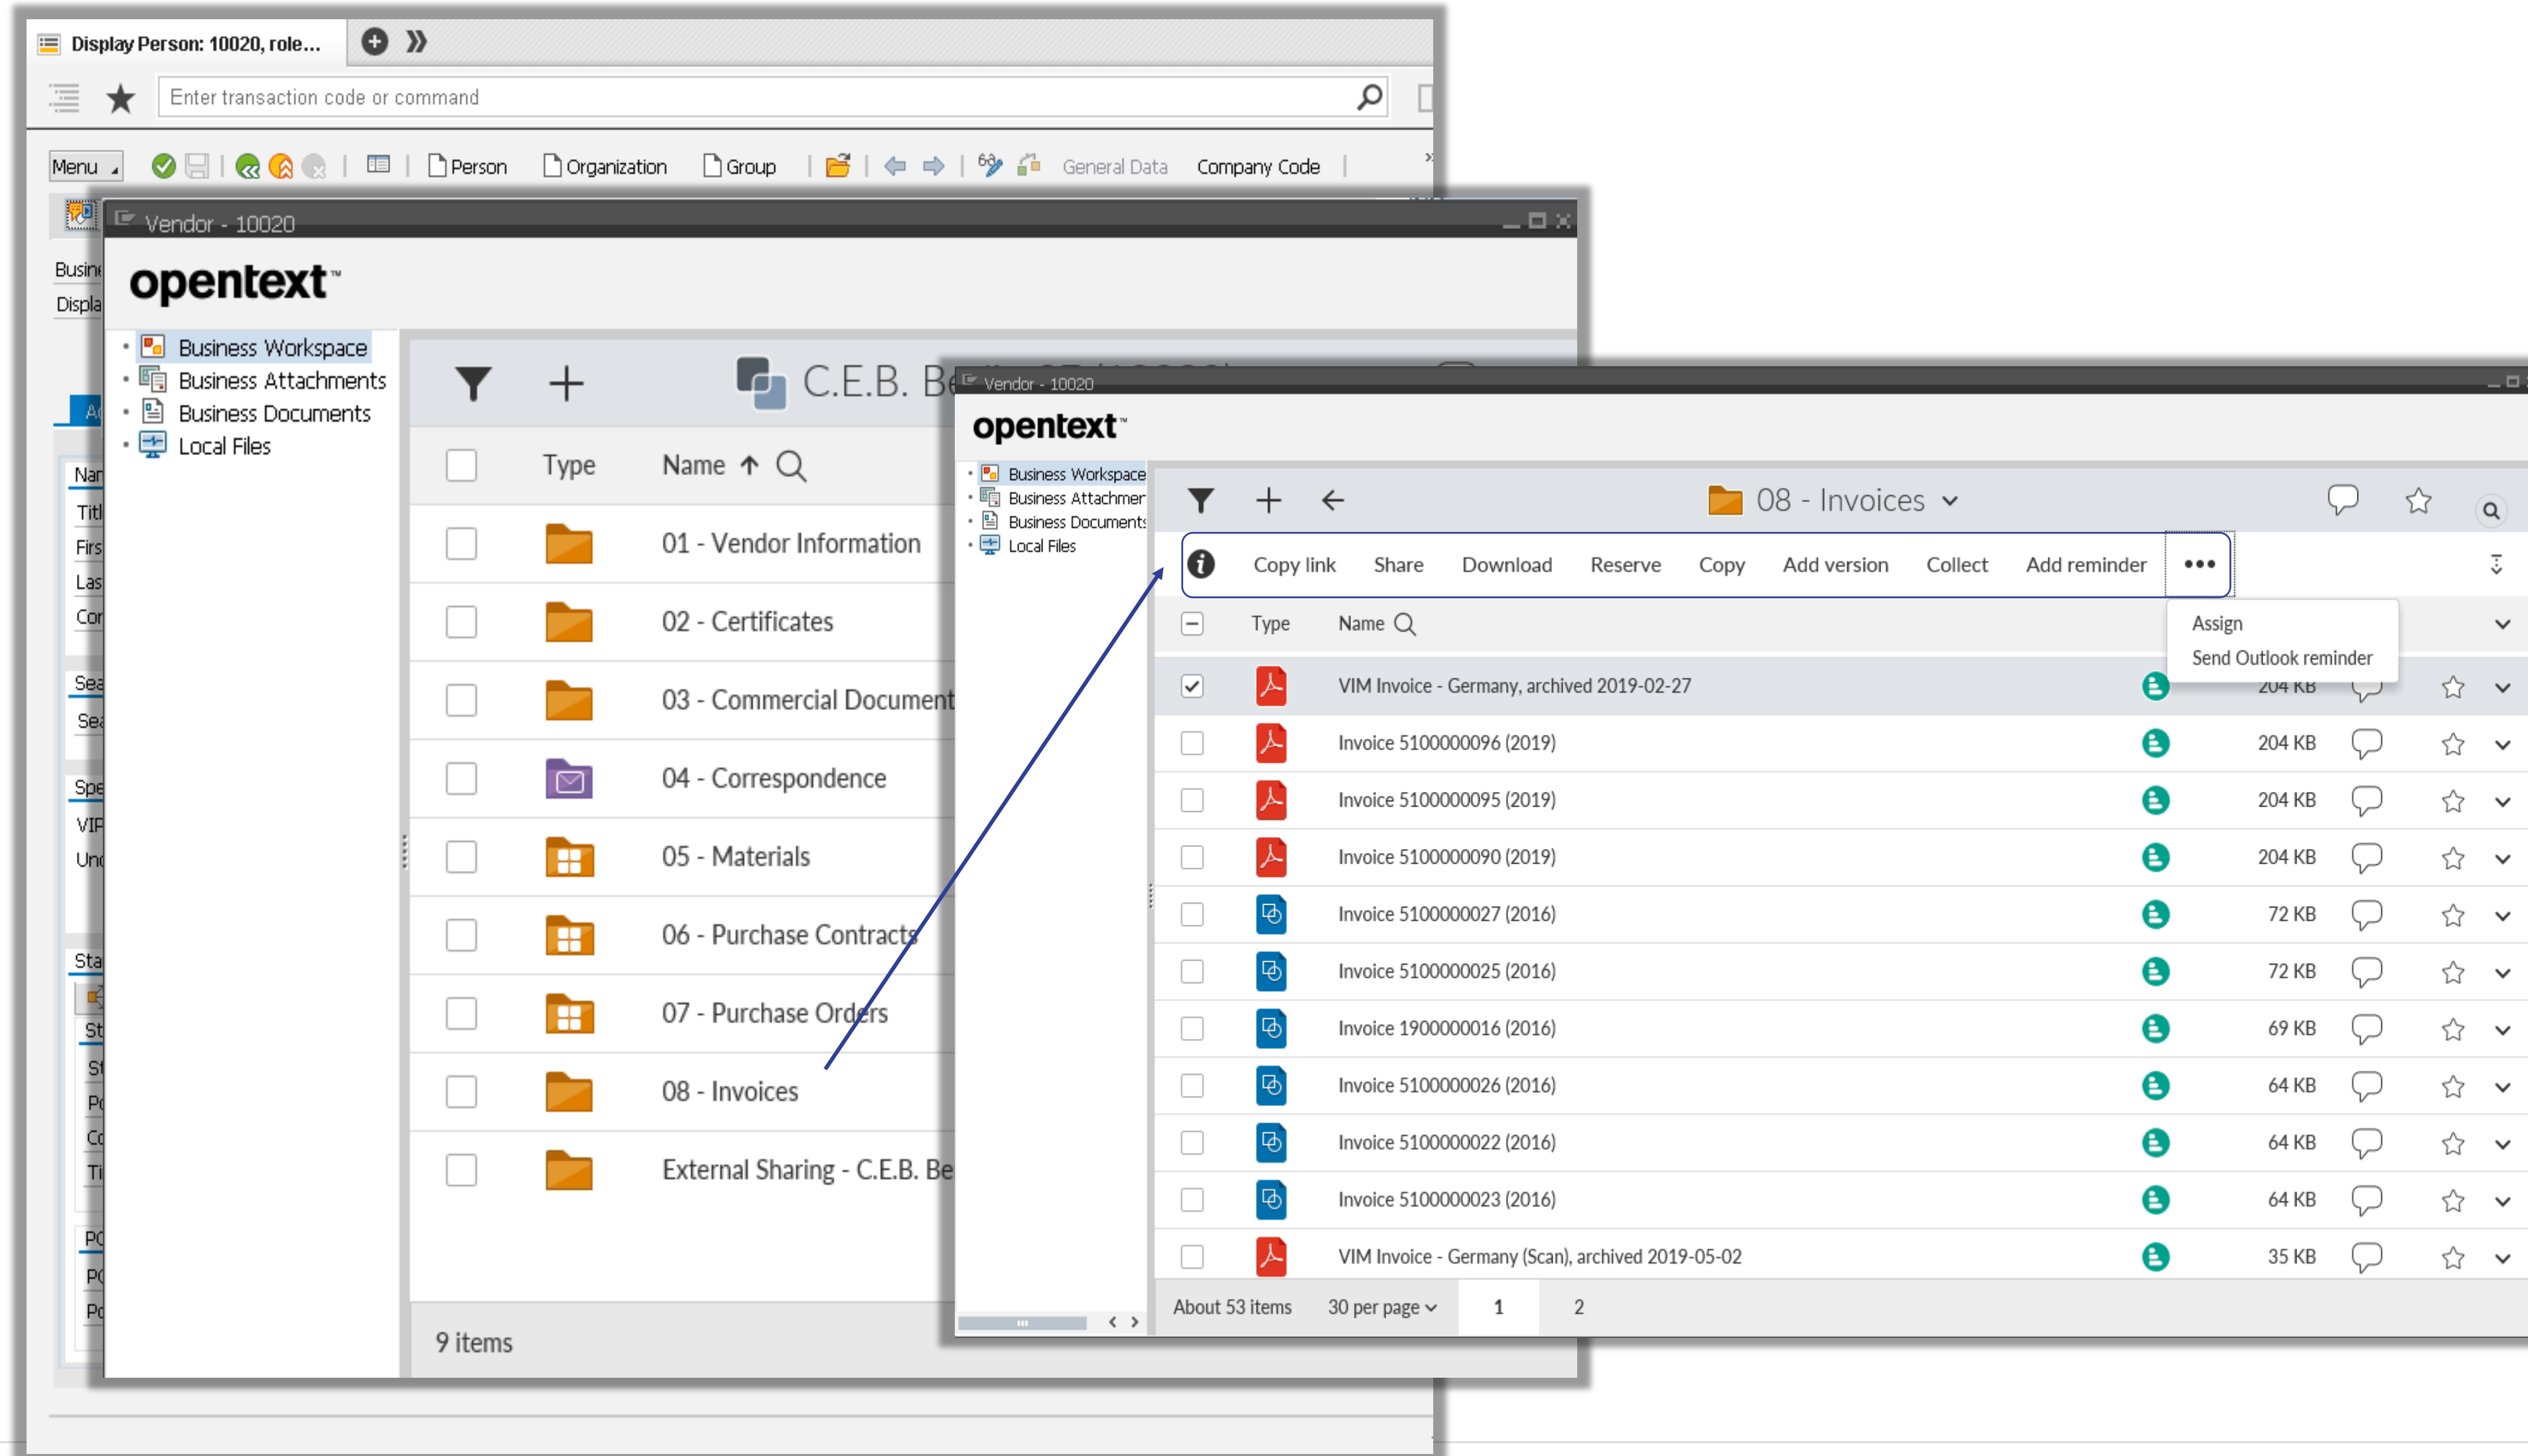 Display Person: 10020, role...
Enter transaction code or command
Menu Person Organization Group General Data Company Code
Vendor - 10020
opentext™
Business Workspace
Business Attachments
Business Documents
Local Files
C.E.B.
Type Name
01 - Vendor Information
02 - Certificates
03 - Commercial Document
04 - Correspondence
05 - Materials
06 - Purchase Contracts
07 - Purchase Orders
08 - Invoices
External Sharing - C.E.B. Be
9 items
Vendor - 10020
opentext™
Business Workspace
Business Attachmen
Business Documents
Local Files
08 - Invoices
Copy link Share Download Reserve Copy Add version Collect Add reminder
Assign
Send Outlook reminder
Type Name
VIM Invoice - Germany, archived 2019-02-27 204 KB
Invoice 5100000096 (2019) 204 KB
Invoice 5100000095 (2019) 204 KB
Invoice 5100000090 (2019) 204 KB
Invoice 5100000027 (2016) 72 KB
Invoice 5100000025 (2016) 72 KB
Invoice 1900000016 (2016) 69 KB
Invoice 5100000026 (2016) 64 KB
Invoice 5100000022 (2016) 64 KB
Invoice 5100000023 (2016) 64 KB
VIM Invoice - Germany (Scan), archived 2019-05-02 35 KB
About 53 items 30 per page 1 2